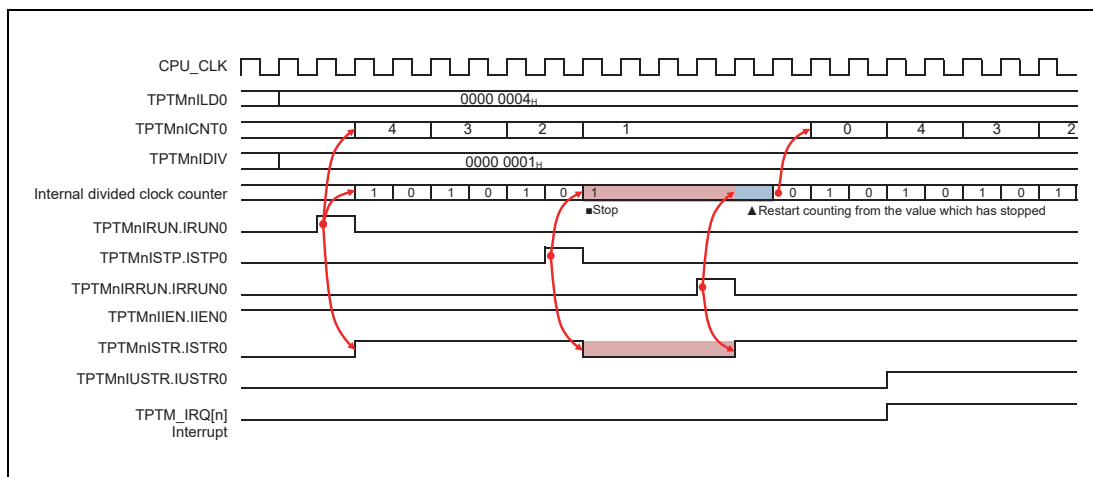 CPU_CLK
TPTMnILD0 0000 0004H
TPTMnICNT0 4 3 2 1 0 4 3 2
TPTMnIDIV 0000 0001H
Internal divided clock counter 1 0 1 0 1 0 1 0 1 0 1 0 1 0 1
■Stop ▲Restart counting from the value which has stopped
TPTMnIRUN.IRUN0
TPTMnISTP.ISTP0
TPTMnIRRUN.IRRUN0
TPTMnIIEN.IIEN0
TPTMnISTR.ISTR0
TPTMnIUSTR.IUSTR0
TPTM_IRQ[n]
Interrupt